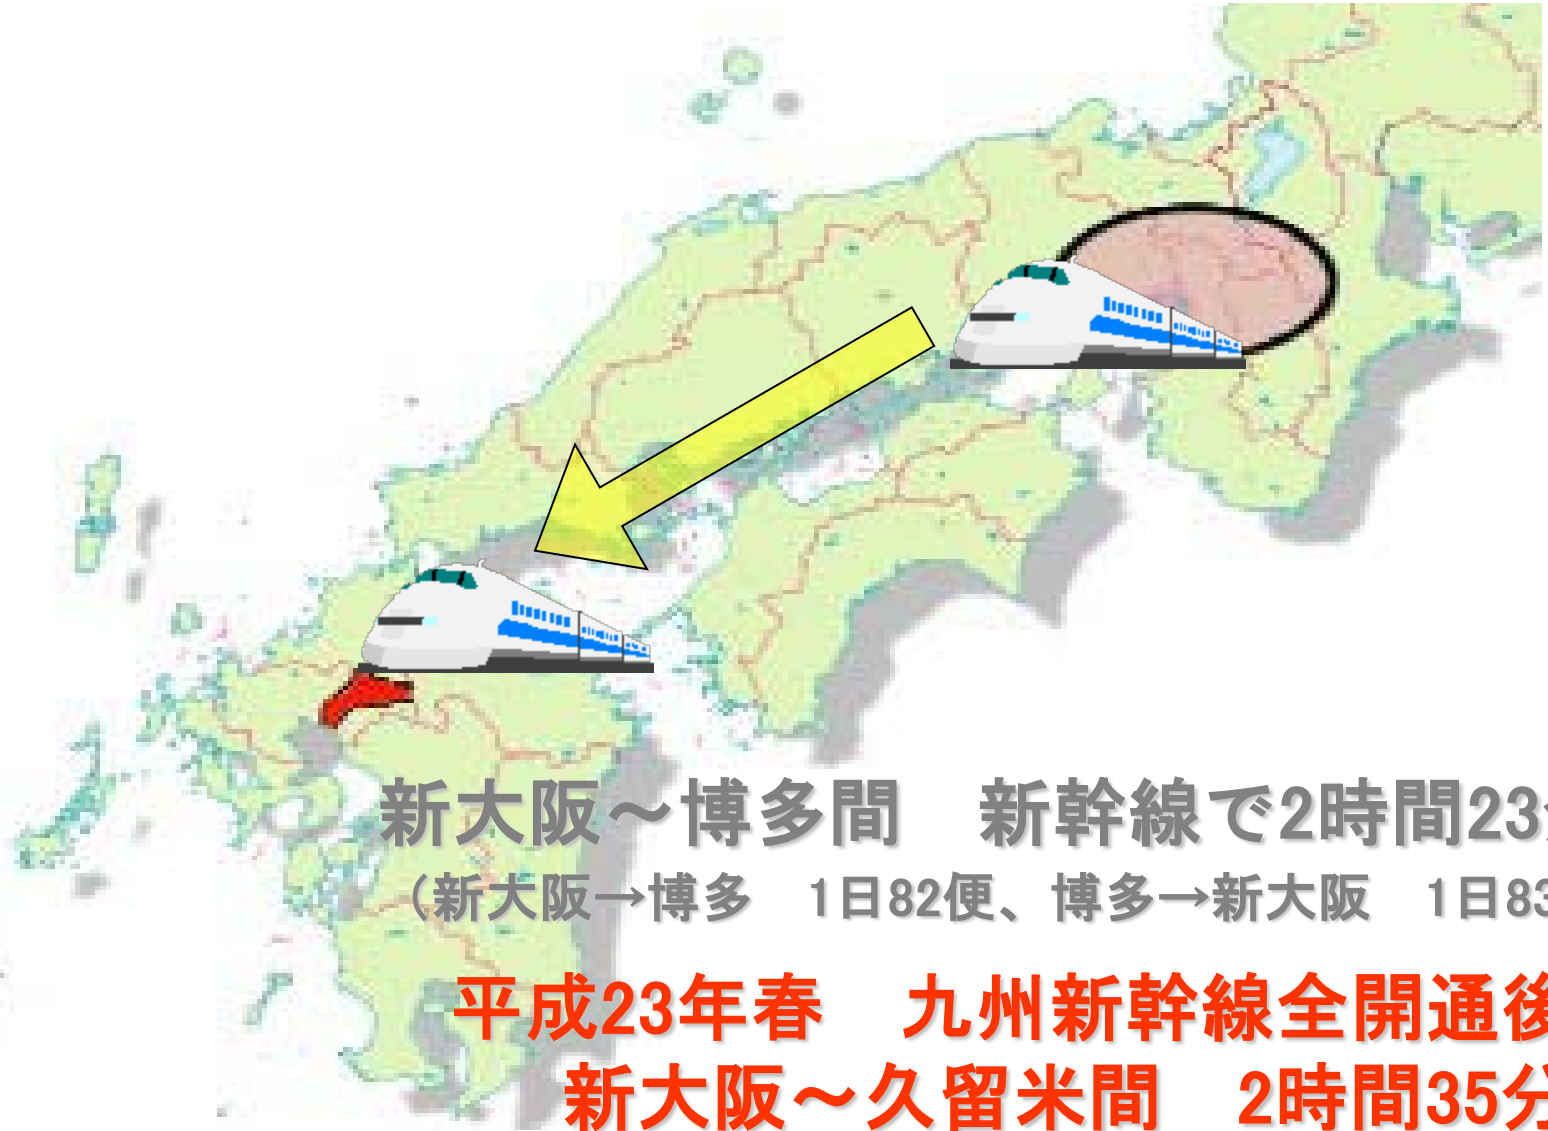 新大阪～博多間　新幹線で2時間23分
（新大阪→博多　1日82便、博多→新大阪　1日83
平成23年春　九州新幹線全開通後
新大阪～久留米間　2時間35分